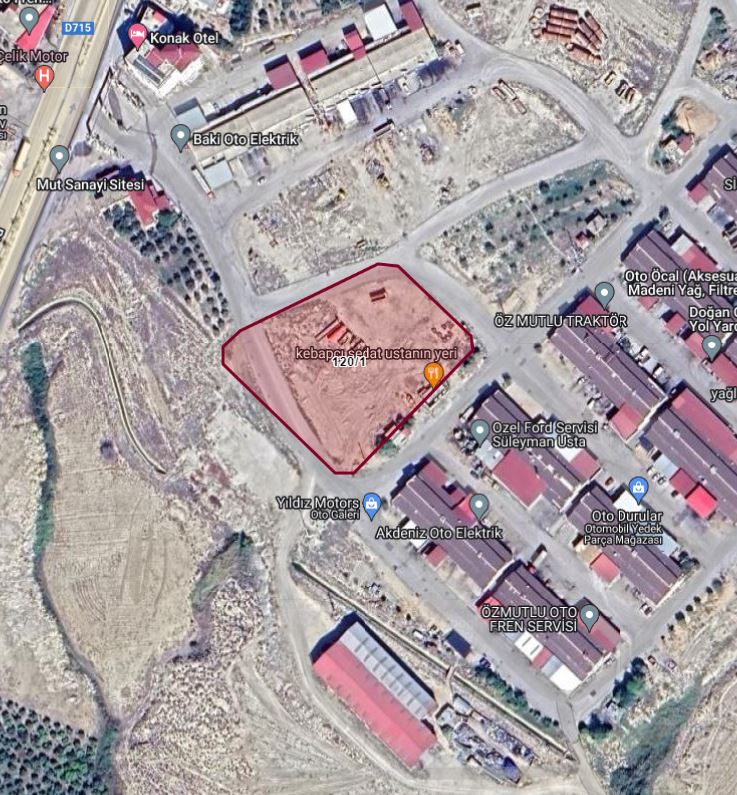 D715
Konak Otel
Çelik Motor
H
Baki Oto Elektrik
Mut Sanayi Sitesi
Oto Öcal (Aksesua
Madeni Yağ, Filtre
ÖZ MUTLU TRAKTÖR
Doğan O
Yol Yard
kebapçı sedat ustanın yeri
120/1
yağl
Özel Ford Servisi
Süleyman Usta
Yıldız Motors
Oto Galeri
Oto Durular
Otomobil Yedek
Parça Mağazası
Akdeniz Oto Elektrik
ÖZMUTLU OTO
FREN SERVİSİ